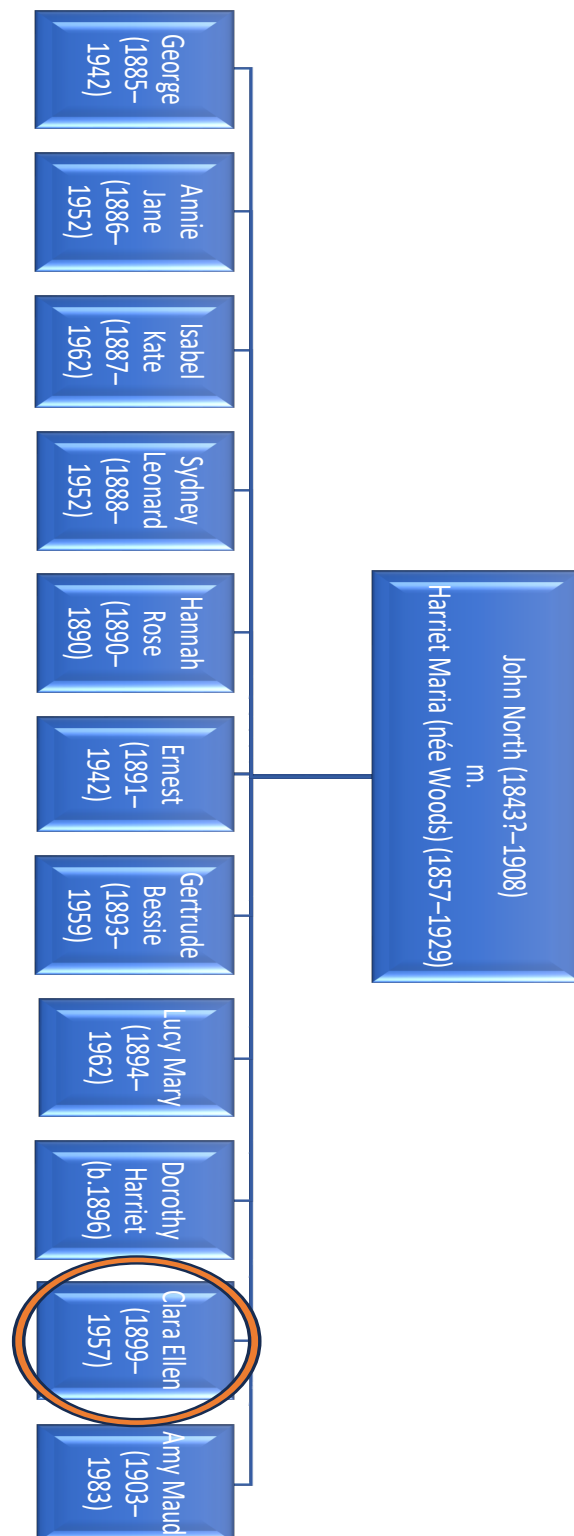 John North (1843?–1908)
m.
Harriet Maria (née Woods) (1857–1929)
George
(1885–
1942)
Annie
Jane
(1886–
1952)
Isabel
Kate
(1887–
1962)
Sydney
Leonard
(1888–
1952)
Hannah
Rose
(1890–
1890)
Ernest
(1891–
1942)
Gertrude
Bessie
(1893–
1959)
Lucy Mary
(1894–
1962)
Dorothy
Harriet
(b.1896)
Clara Ellen
(1899–
1957)
Amy Maud
(1903–
1983)